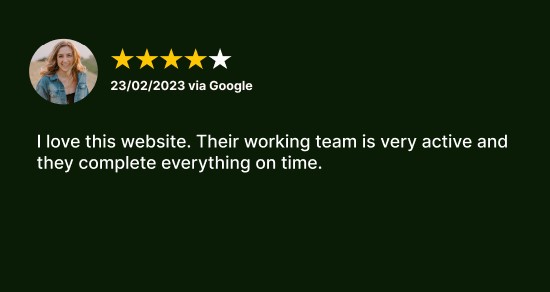 23/02/2023 via Google
I love this website. Their working team is very active and
they complete everything on time.